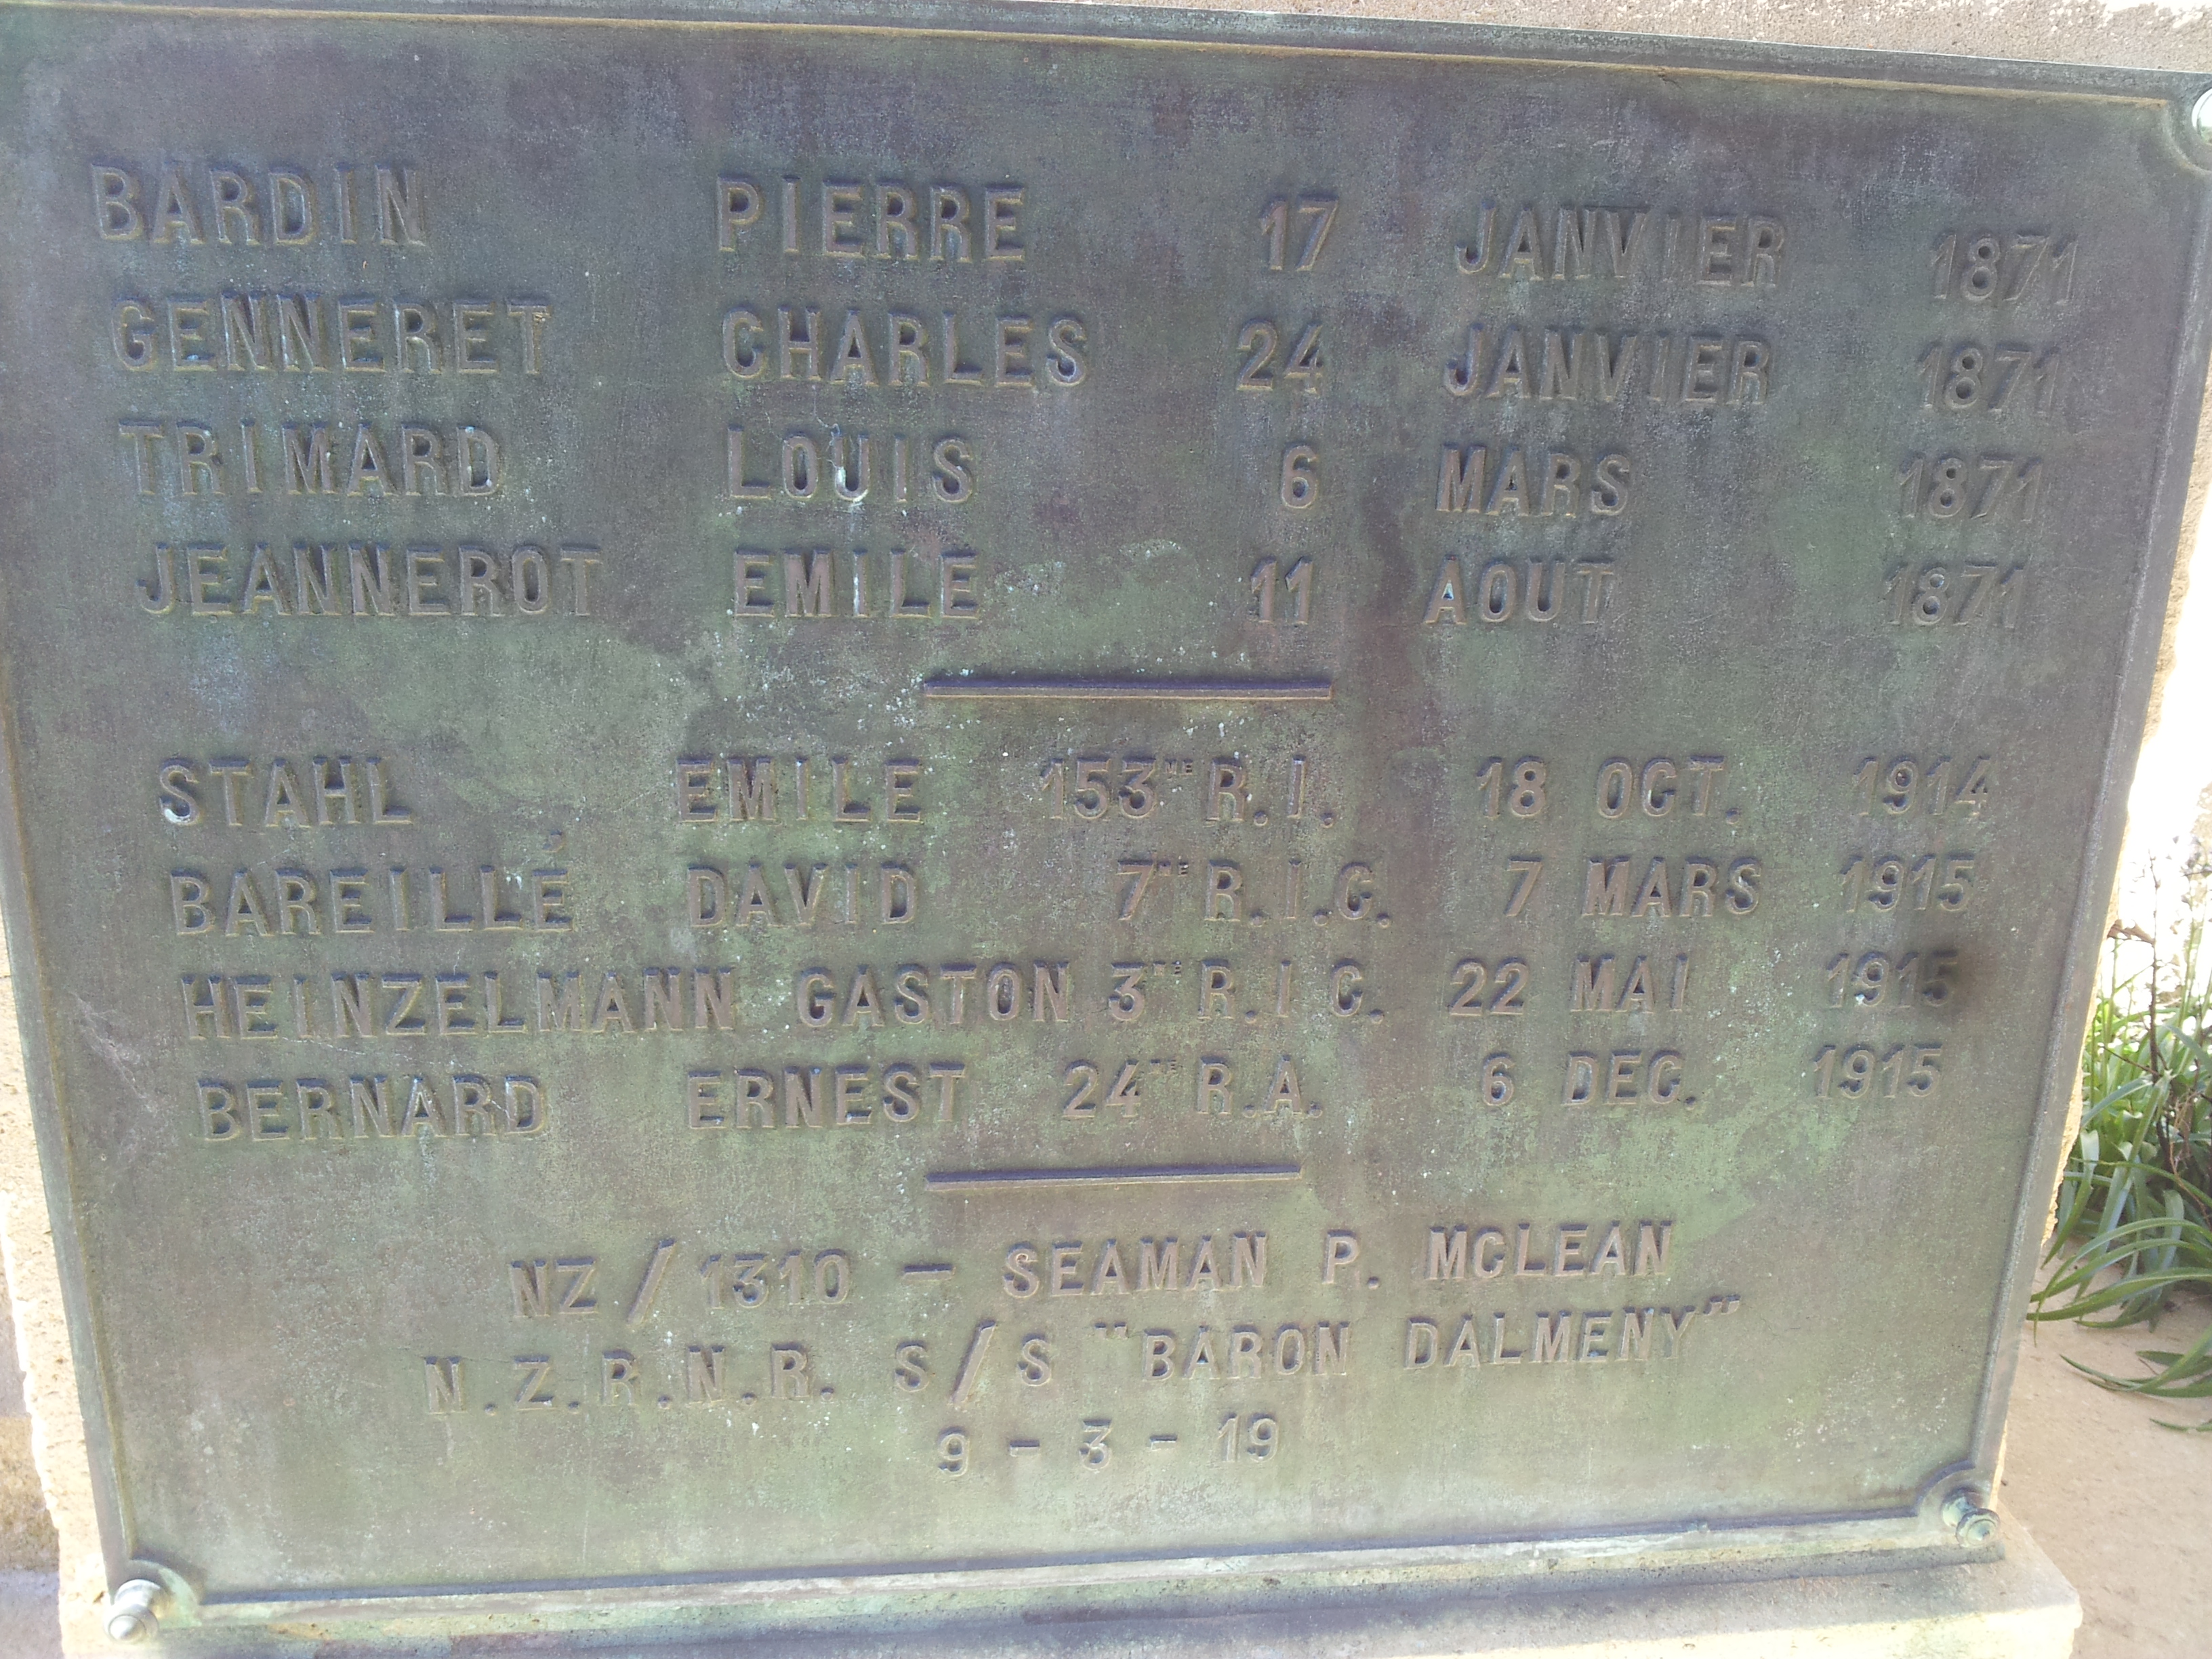 BARDIN PIERRE 17 JANVIER 1871
GENNERET CHARLES 24 JANVIER 1871
TRIMARD LOUIS 6 MARS 1871
JEANNEROT EMILE 11 AOUT 1871
STAHL EMILE 153ME R.I. 18 OCT. 1914
BAREILLÉ DAVID 7ME R.I.C. 7 MARS 1915
HEINZELMANN GASTON 3ME R.I C. 22 MAI 1915
BERNARD ERNEST 24ME R.A. 6 DEC. 1915
NZ/1310 - SEAMAN P. MCLEAN
N.Z.R.N.R. S/S "BARON DALMENY"
9-3-19